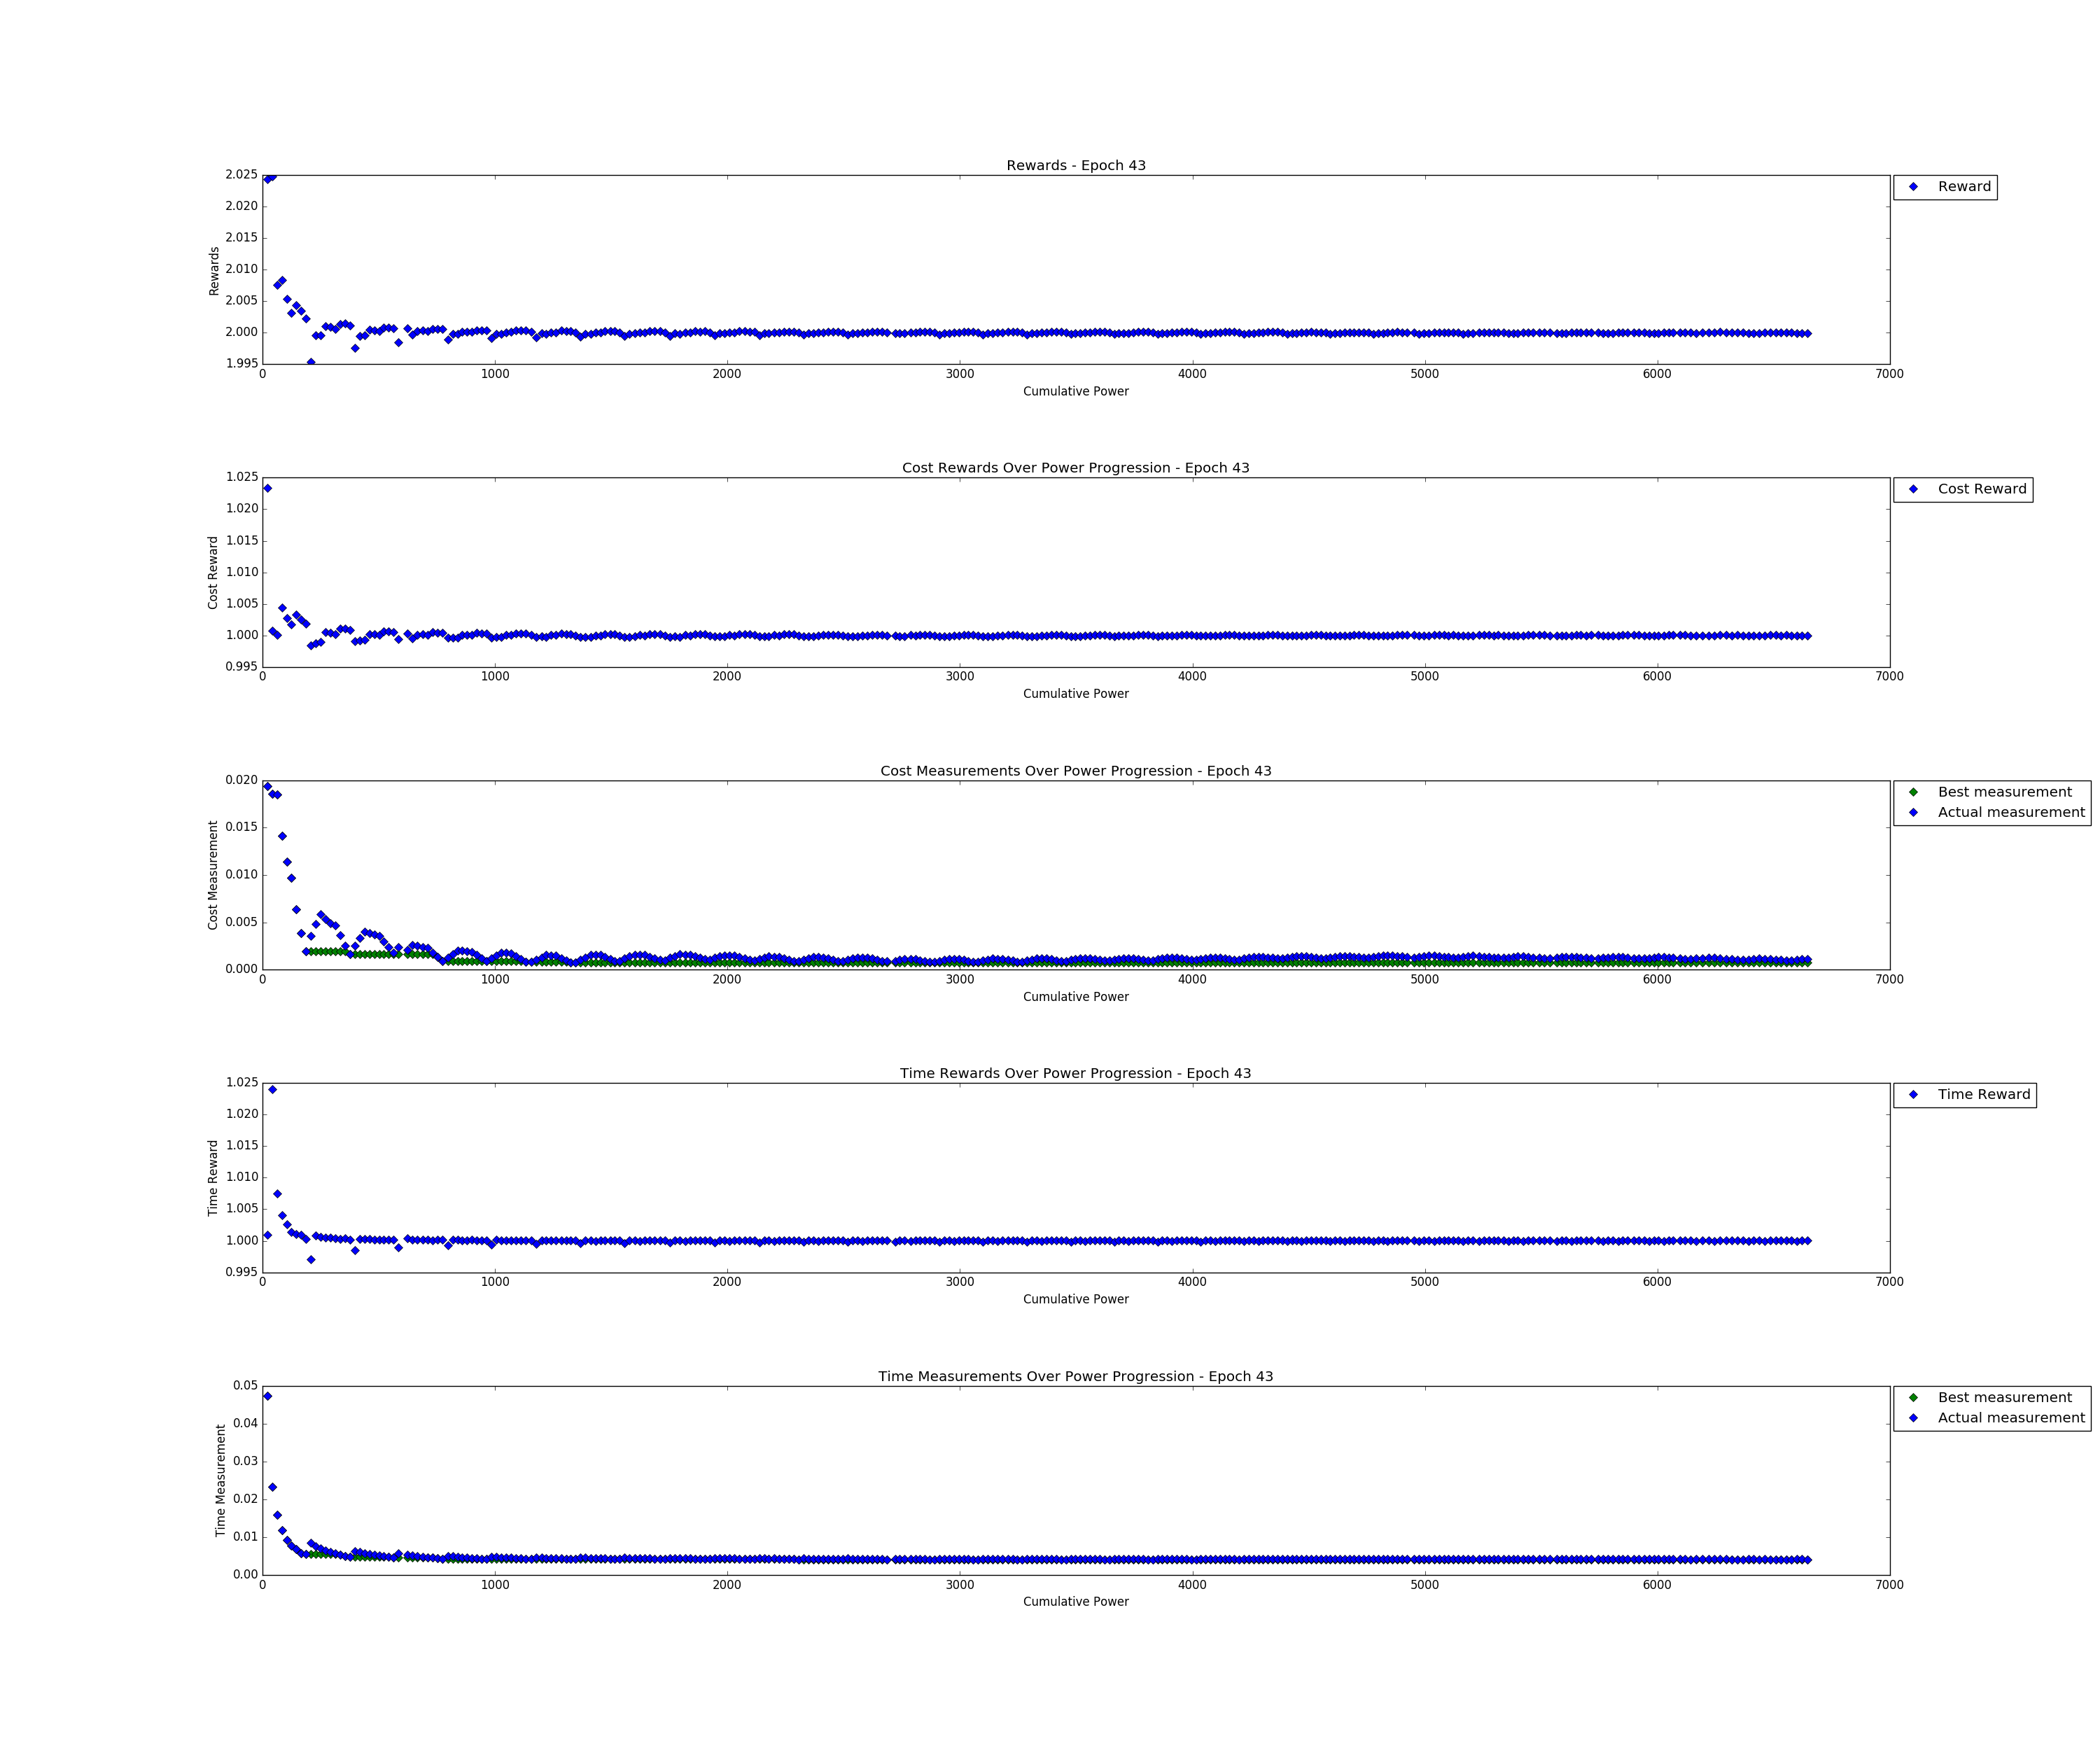 Rewards - Epoch 43
2.025
2.020
2.015
2.010
2.005
2.000
1.995
Rewards
0 1000 2000 3000 4000 5000 6000 7000
Cumulative Power
Reward
Cost Rewards Over Power Progression - Epoch 43
1.025
1.020
1.015
1.010
1.005
1.000
0.995
Cost Reward
0 1000 2000 3000 4000 5000 6000 7000
Cumulative Power
Cost Reward
Cost Measurements Over Power Progression - Epoch 43
0.020
0.015
0.010
0.005
0.000
Cost Measurement
0 1000 2000 3000 4000 5000 6000 7000
Cumulative Power
Best measurement
Actual measurement
Time Rewards Over Power Progression - Epoch 43
1.025
1.020
1.015
1.010
1.005
1.000
0.995
Time Reward
0 1000 2000 3000 4000 5000 6000 7000
Cumulative Power
Time Reward
Time Measurements Over Power Progression - Epoch 43
0.05
0.04
0.03
0.02
0.01
0.00
Time Measurement
0 1000 2000 3000 4000 5000 6000 7000
Cumulative Power
Best measurement
Actual measurement